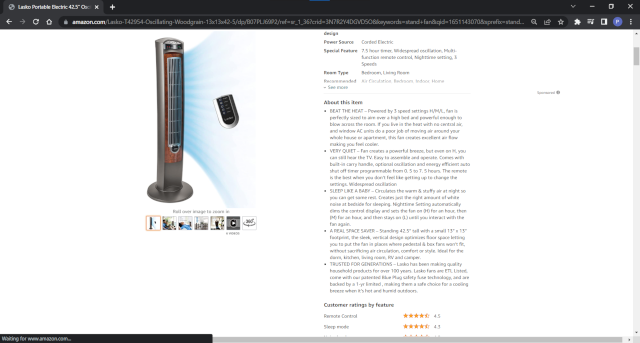 Lasko Portable Electric 42.5" Osc
amazon.com/Lasko-T42954-Oscillating-Woodgrain-13x13x42-5/dp/B07PLJ69P2/ref=sr_1_36?crid=3N7R2Y4DGVD5O&keywords=stand+fan&qid=1651143070&sprefix=stand...
design
Power Source Corded Electric
Special Feature 7.5 hour-timer, Widespread oscillation, Multi-
function remote control, Nighttime setting, 3
Speeds
Room Type Bedroom, Living Room
Recommended Air Circulation, Bedroom, Indoor, Home
See more
Sponsored
About this item
• BEAT THE HEAT – Powered by 3 speed settings H/M/L, fan is
perfectly sized to aim over a high bed and powerful enough to
blow across the room. If you live in the heat with no central air,
and window AC units do a poor job of moving air around your
whole house or apartment, this fan creates excellent air flow
making you feel cooler.
• VERY QUIET – Fan creates a powerful breeze, but even on H, you
can still hear the TV. Easy to assemble and operate. Comes with
built-in carry handle, optional oscillation and energy efficient auto
shut off timer programmable from 0. 5 to 7. 5 hours. The remote
is the best when you don't feel like getting up to change the
settings. Widespread oscillation
• SLEEP LIKE A BABY – Circulates the warm & stuffy air at night so
you can get some rest. Creates just the right amount of white
noise at bedside for sleeping. Nighttime Setting automatically
dims the control display and sets the fan on (H) for an hour, then
(M) for an hour, and then stays on (L) until you interact with the
fan again.
• A REAL SPACE SAVER – Standing 42.5" tall with a small 13" x 13"
footprint, the sleek, vertical design optimizes floor space letting
you to put the fan in places where pedestal & box fans won't fit,
without sacrificing air circulation, comfort or style. Ideal for the
dorm, kitchen, living room, RV and camper.
• TRUSTED FOR GENERATIONS – Lasko has been making quality
household products for over 100 years. Lasko fans are ETL Listed,
come with our patented Blue Plug safety fuse technology, and are
backed by a 1-yr limited , making them a safe choice for a cooling
breeze when it's hot and humid outdoors.
Roll over image to zoom in
360°
Customer ratings by feature
Remote Control 4.5
Sleep mode 4.3
Waiting for www.amazon.com...